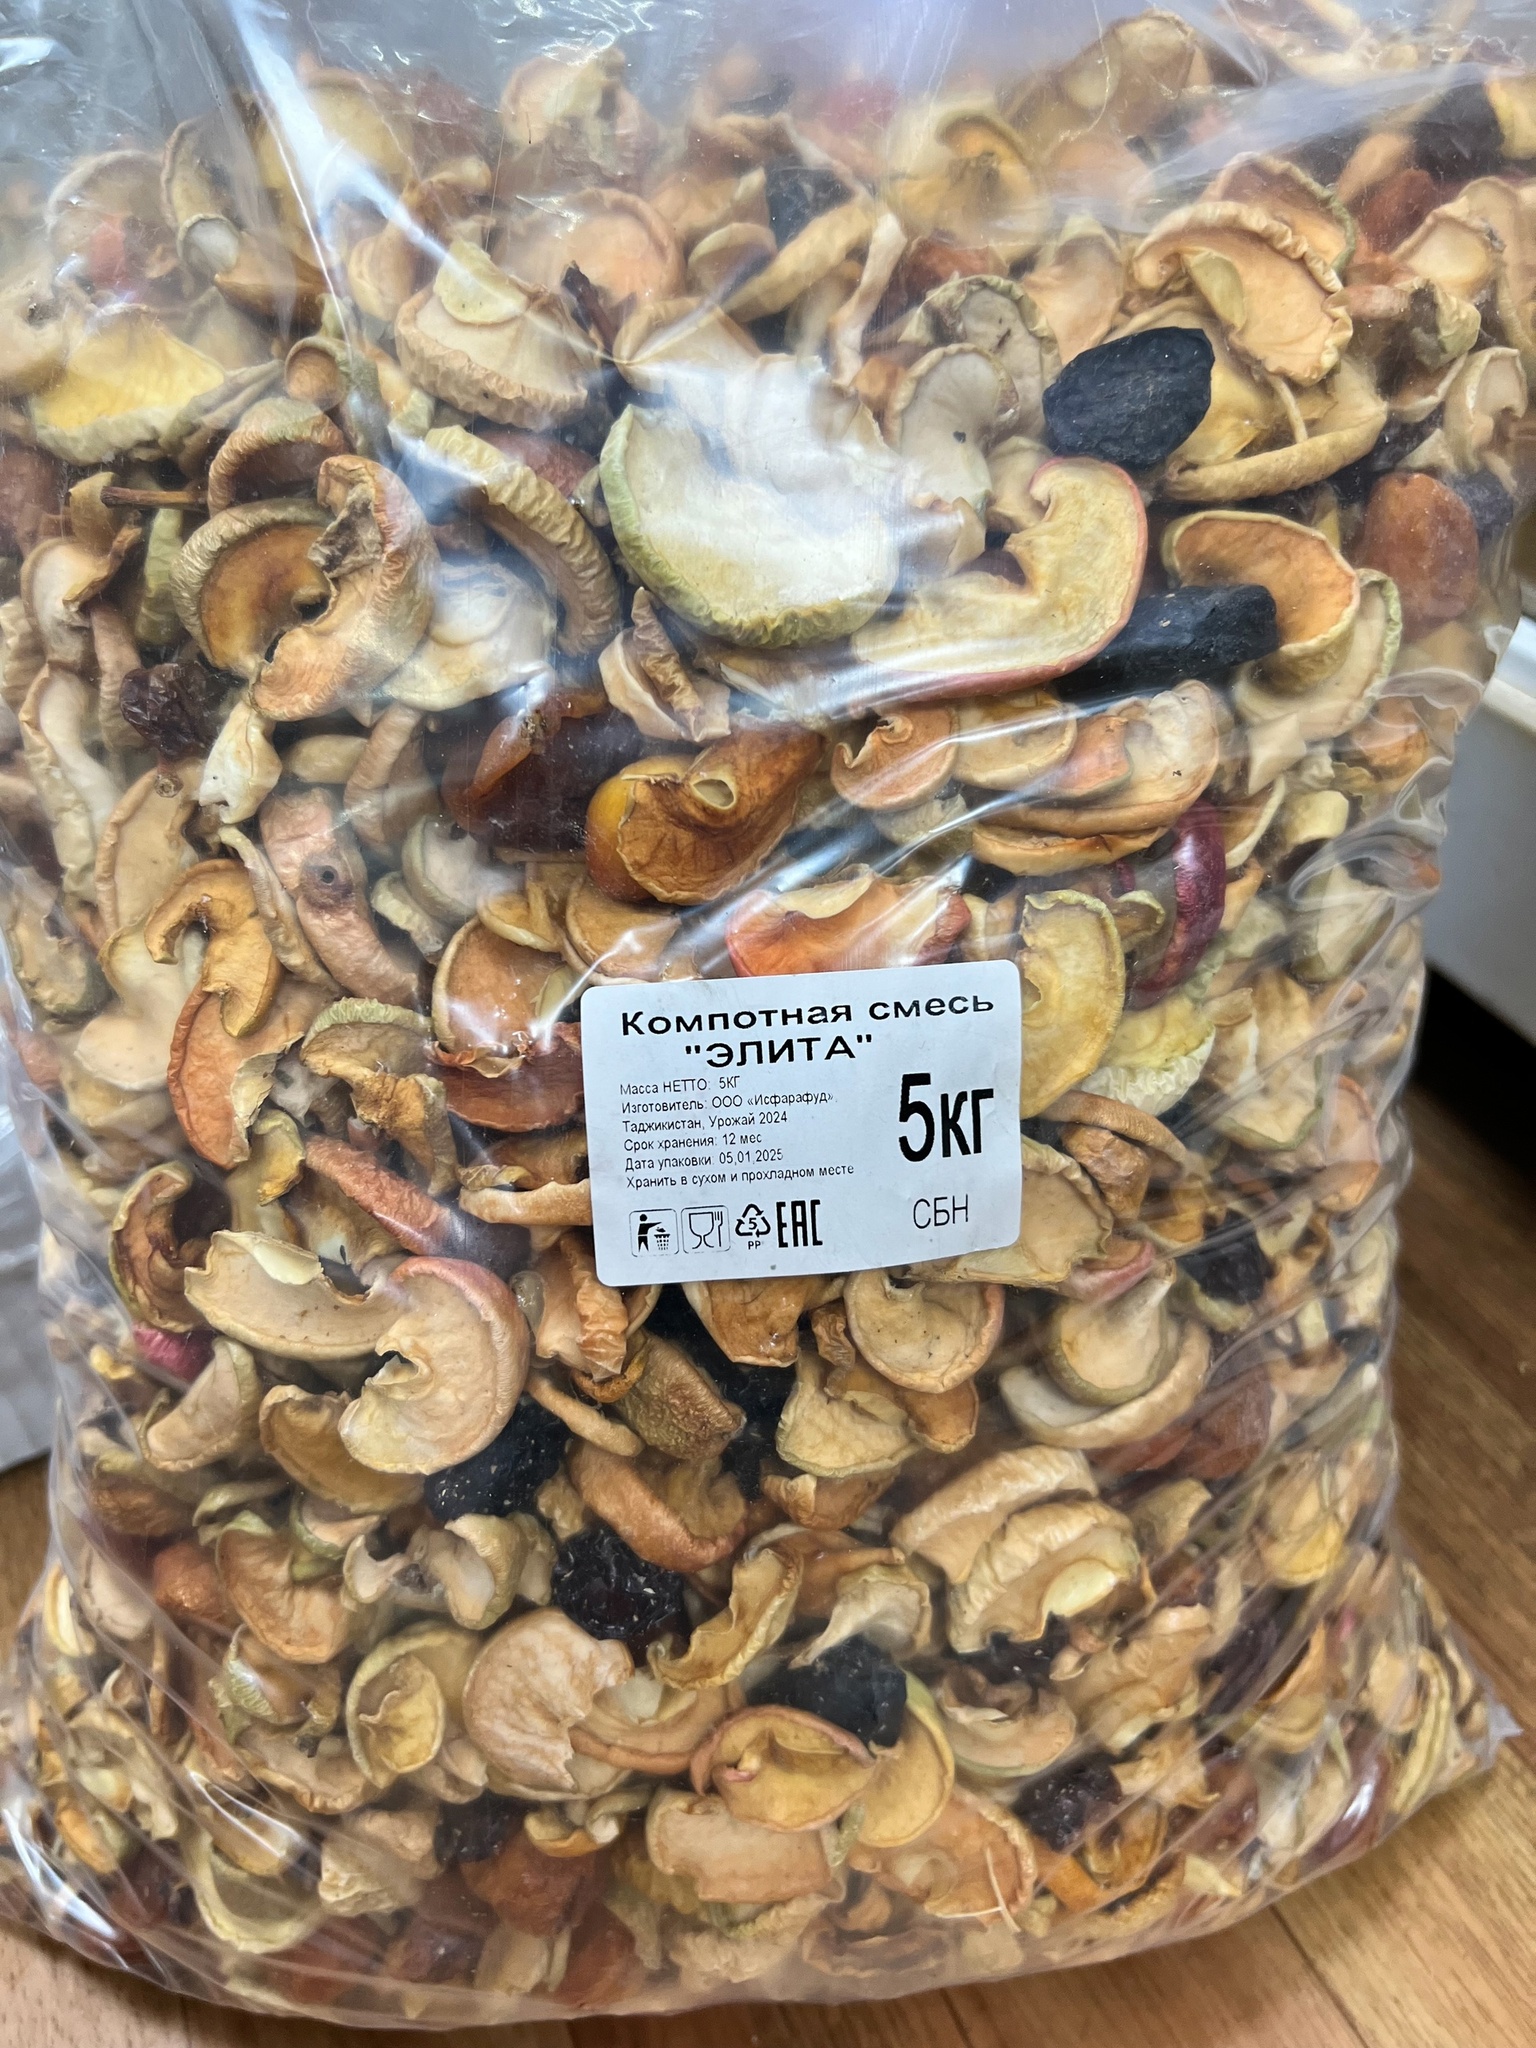 Компотная смесь
"ЭЛИТА"
Масса НЕТТО: 5КГ
Изготовитель: ООО «Исфарафуд»,
Таджикистан, Урожай 2024
Срок хранения: 12 мес
Дата упаковки: 05,01,2025
Хранить в сухом и прохладном месте
5кг
5
PP
EAC
СБН